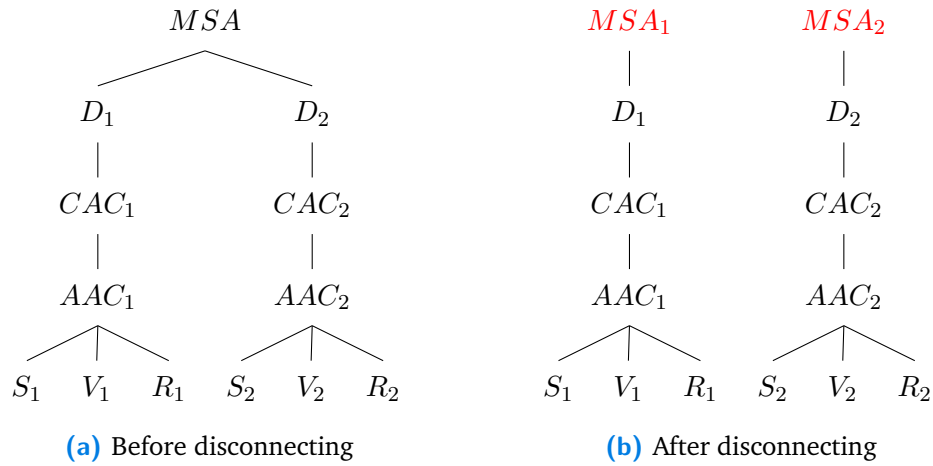 MSA MSA₁ MSA₂
D₁ D₂ D₁ D₂
CAC₁ CAC₂ CAC₁ CAC₂
AAC₁ AAC₂ AAC₁ AAC₂
S₁ V₁ R₁ S₂ V₂ R₂ S₁ V₁ R₁ S₂ V₂ R₂
(a) Before disconnecting (b) After disconnecting